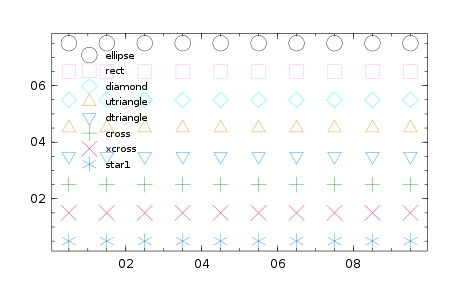 ellipse
rect
diamond
utriangle
dtriangle
cross
xcross
star1
06
04
02
02 04 06 08